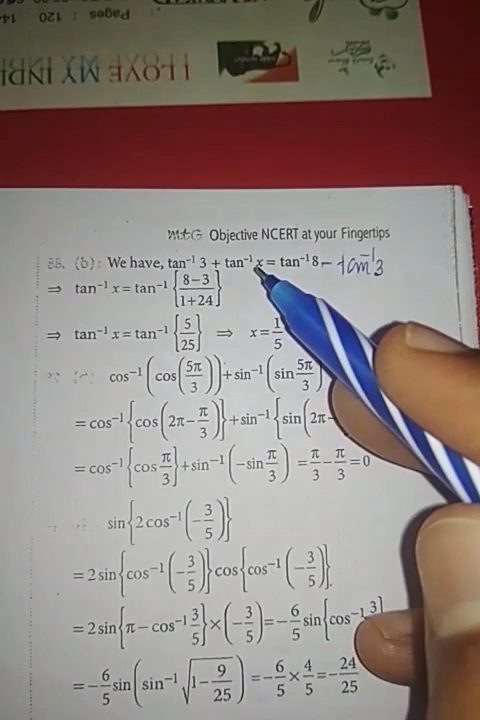 Pages : 120
I LOVE MY INDI
MtG Objective NCERT at your Fingertips
68. (b) : We have, tan⁻¹ 3 + tan⁻¹ x = tan⁻¹ 8 – tan⁻¹ 3
⇒ tan⁻¹ x = tan⁻¹ {8–3/1+24}
⇒ tan⁻¹ x = tan⁻¹ {5/25} ⇒ x = 1/5
cos⁻¹ (cos(5π/3)) + sin⁻¹ (sin 5π/3)
= cos⁻¹ {cos(2π – π/3)} + sin⁻¹ {sin(2π –
= cos⁻¹ {cos π/3} + sin⁻¹ (–sin π/3) = π/3 – π/3 = 0
sin{2cos⁻¹(–3/5)}
= 2 sin{cos⁻¹(–3/5)} cos{cos⁻¹(–3/5)}.
= 2 sin{π – cos⁻¹ 3/5} × (–3/5) = –6/5 sin{cos⁻¹ 3
= –6/5 sin(sin⁻¹ √(1 – 9/25)) = –6/5 × 4/5 = –24/25